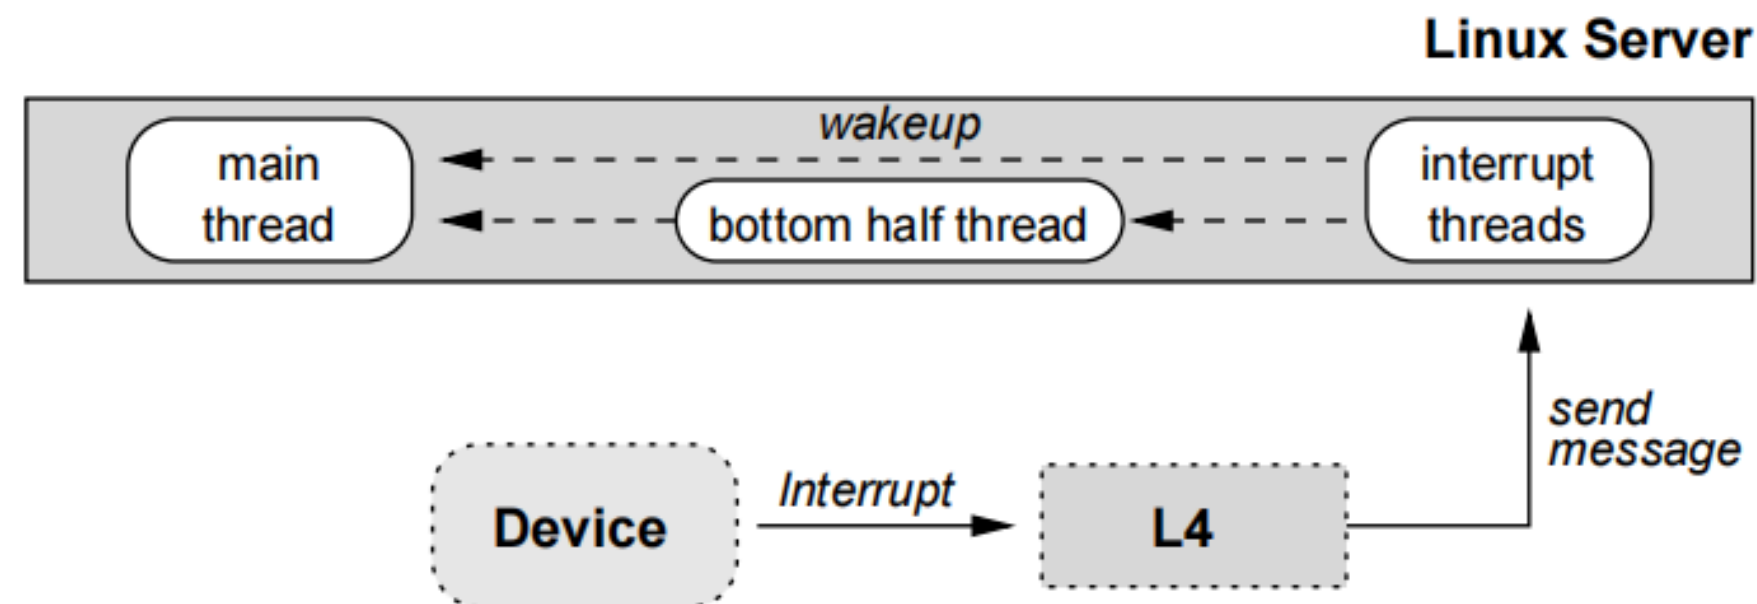 Linux Server
wakeup
main
thread
bottom half thread
interrupt
threads
send
message
Interrupt
Device
L4